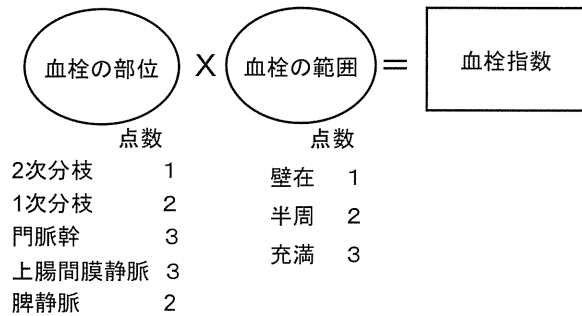 血栓の部位 X 血栓の範囲 = 血栓指数
点数 点数
2次分枝 1
1次分枝 2
門脈幹 3
上腸間膜静脈 3
脾静脈 2
壁在 1
半周 2
充満 3